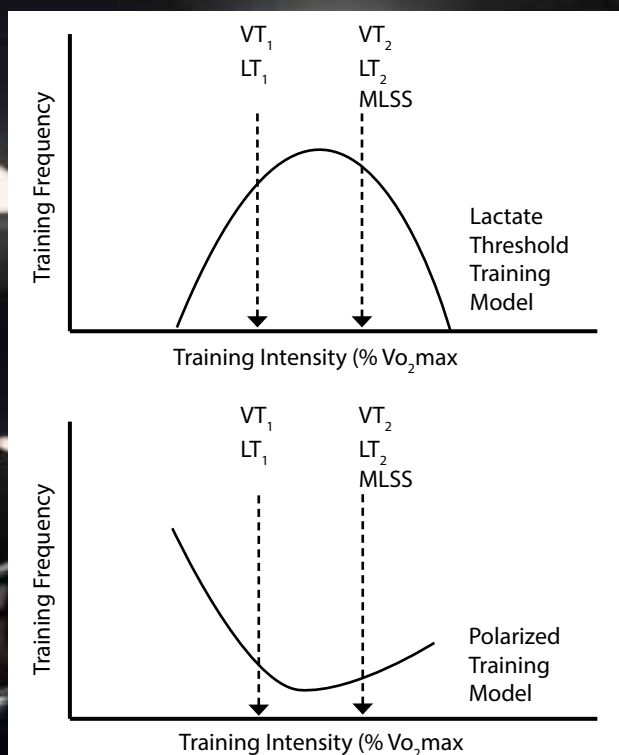 VT₁ VT₂
LT₁ LT₂
MLSS
Training Frequency
Lactate
Threshold
Training
Model
Training Intensity (% Vo₂max
VT₁ VT₂
LT₁ LT₂
MLSS
Training Frequency
Polarized
Training
Model
Training Intensity (% Vo₂max